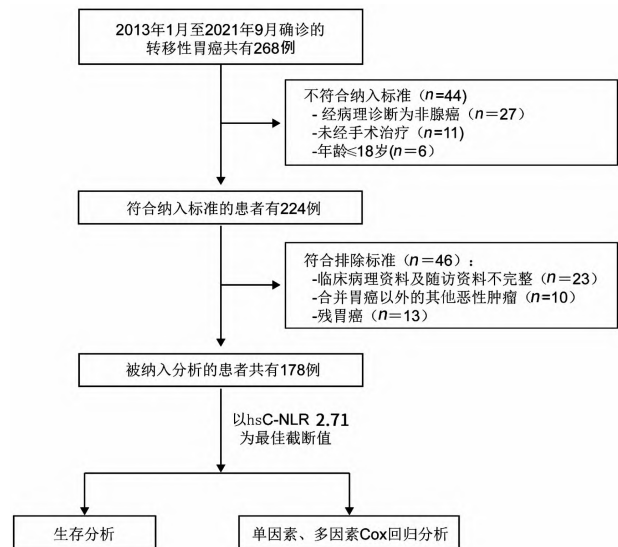 2013年1月至2021年9月确诊的
转移性胃癌共有268例
不符合纳入标准（n=44)
- 经病理诊断为非腺癌（n＝27）
-未经手术治疗（n=11)
-年龄≤18岁(n＝6）
符合纳入标准的患者有224例
符合排除标准（n＝46）：
-临床病理资料及随访资料不完整（n＝23）
-合并胃癌以外的其他恶性肿瘤（n=10）
-残胃癌（n＝13）
被纳入分析的患者共有178例
以hsC-NLR 2.71
为最佳截断值
生存分析
单因素、多因素Cox回归分析